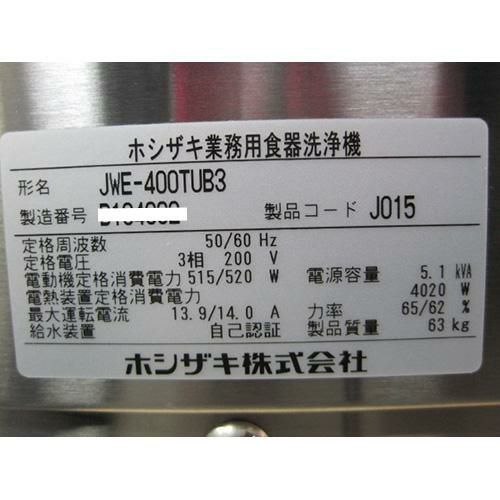 ホシザキ業務用食器洗浄機
形名 JWE-400TUB3
製造番号 製品コード J015
定格周波数 50/60 Hz
定格電圧 3相 200 V
電動機定格消費電力 515/520 W 電源容量 5.1 kVA
電熱装置定格消費電力 4020 W
最大運転電流 13.9/14.0 A 力率 65/62 %
給水装置 自己認証 製品質量 63 kg
ホシザキ株式会社